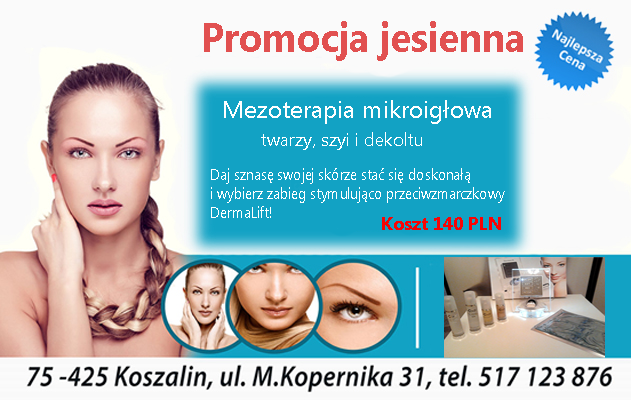 Promocja jesienna
Najlepsza
Cena
Mezoterapia mikroigłowa
twarzy, szyi i dekoltu
Daj sznasę swojej skórze stać się doskonałą
i wybierz zabieg stymulująco przeciwzmarczkowy
DermaLift!
Koszt 140 PLN
75 -425 Koszalin, ul. M.Kopernika 31, tel. 517 123 876